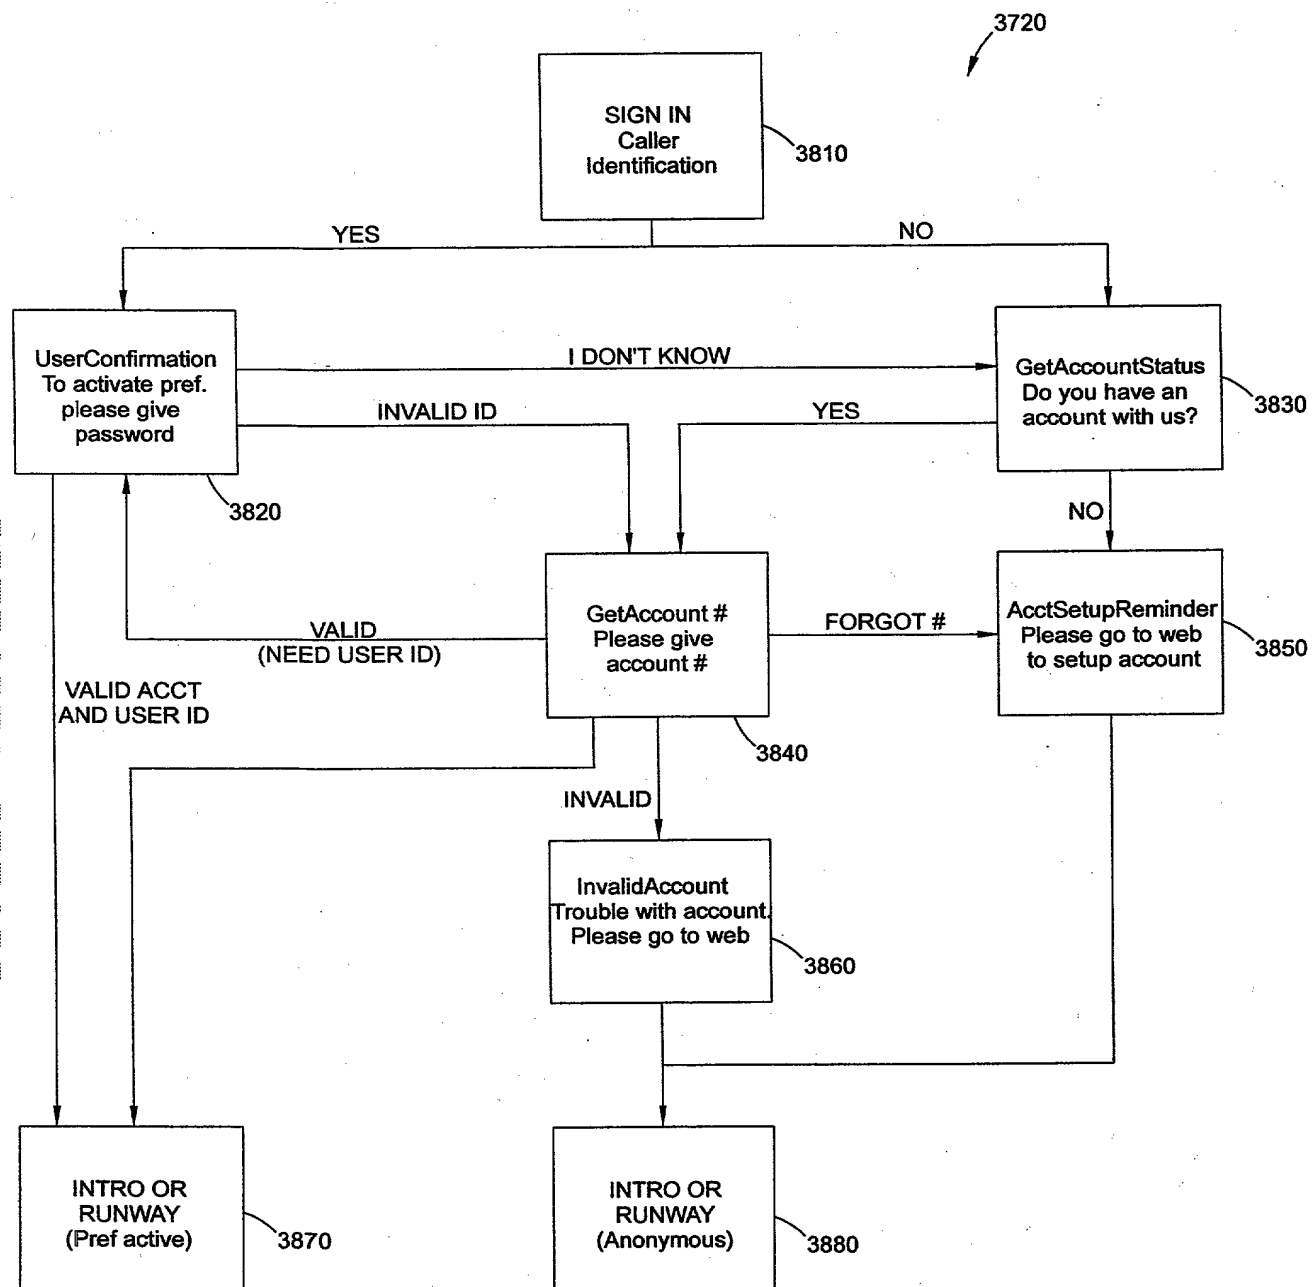 3720
SIGN IN
Caller
Identification
3810
YES
NO
UserConfirmation
To activate pref.
please give
password
3820
I DON'T KNOW
INVALID ID
YES
GetAccountStatus
Do you have an
account with us?
3830
NO
GetAccount #
Please give
account #
3840
VALID
(NEED USER ID)
FORGOT #
AcctSetupReminder
Please go to web
to setup account
3850
VALID ACCT
AND USER ID
INVALID
InvalidAccount
Trouble with account.
Please go to web
3860
INTRO OR
RUNWAY
(Pref active)
3870
INTRO OR
RUNWAY
(Anonymous)
3880